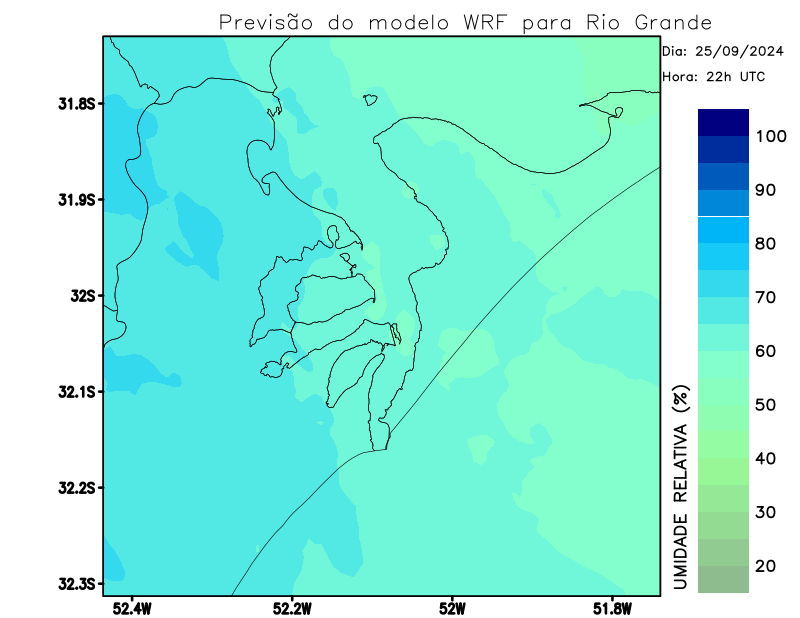 Previsão do modelo WRF para Rio Grande
Dia: 25/09/2024
Hora: 22h UTC
31.8S
31.9S
32S
32.1S
32.2S
32.3S
52.4W
52.2W
52W
51.8W
UMIDADE RELATIVA (%)
100
90
80
70
60
50
40
30
20